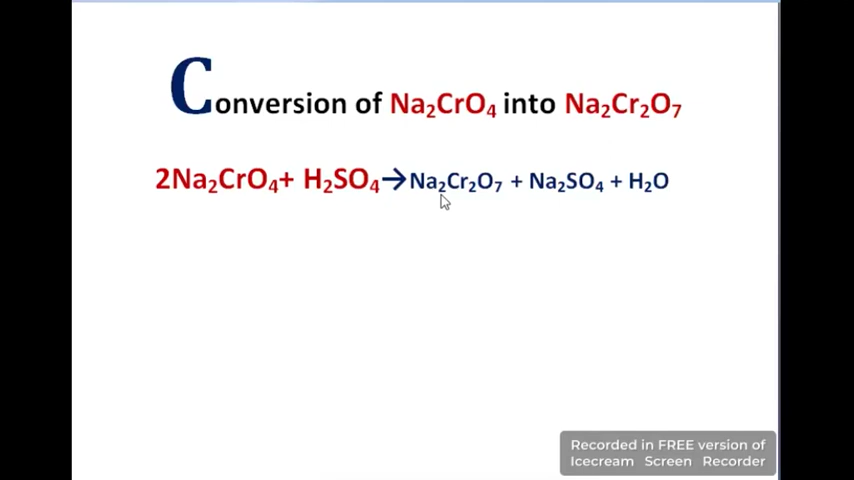 Conversion of Na₂CrO₄ into Na₂Cr₂O₇
2Na₂CrO₄+ H₂SO₄→Na₂Cr₂O₇ + Na₂SO₄ + H₂O
Recorded in FREE version of
Icecream Screen Recorder